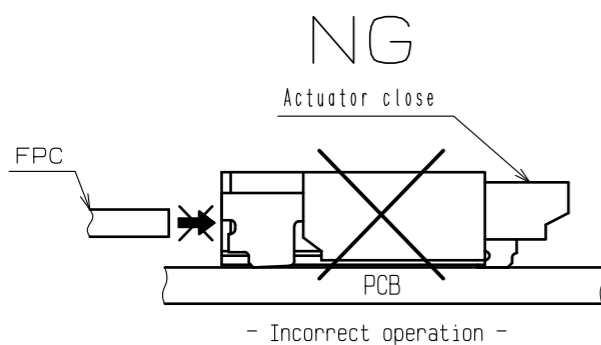 NG
Actuator close
FPC
PCB
- Incorrect operation -